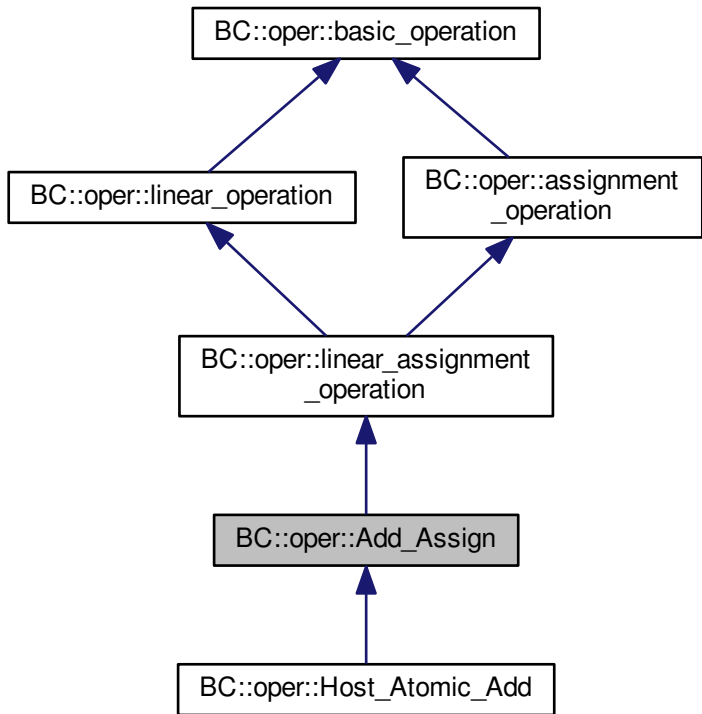 BC::oper::basic_operation
BC::oper::linear_operation
BC::oper::assignment
_operation
BC::oper::linear_assignment
_operation
BC::oper::Add_Assign
BC::oper::Host_Atomic_Add